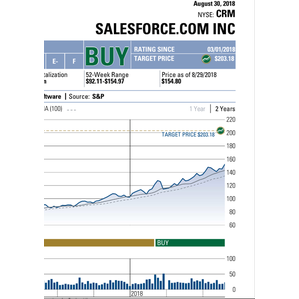 August 30, 2018
NYSE: CRM
SALESFORCE.COM INC
E- F BUY
RATING SINCE 03/01/2018
TARGET PRICE $203.18
alization
52-Week Range
Price as of 8/29/2018
$92.11-$154.97
$154.80
ftware | Source: S&P
(100)
1 Year | 2 Years
220
TARGET PRICE $203.18
200
180
160
140
120
100
80
60
BUY
100
50
0
2018